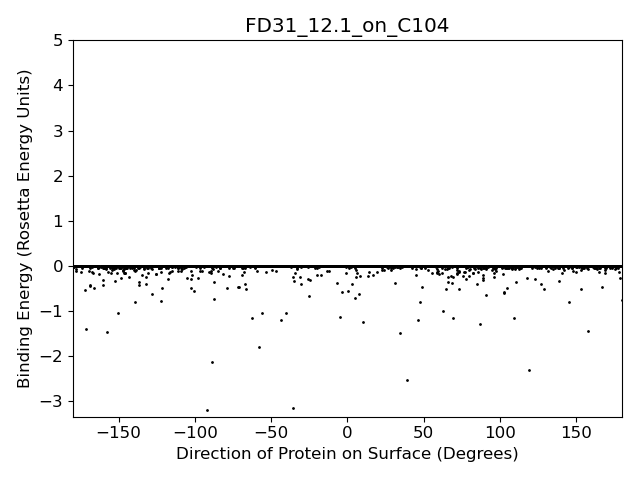 FD31_12.1_on_C104
Binding Energy (Rosetta Energy Units)
5
4
3
2
1
0
−1
−2
−3
−150 −100 −50 0 50 100 150
Direction of Protein on Surface (Degrees)